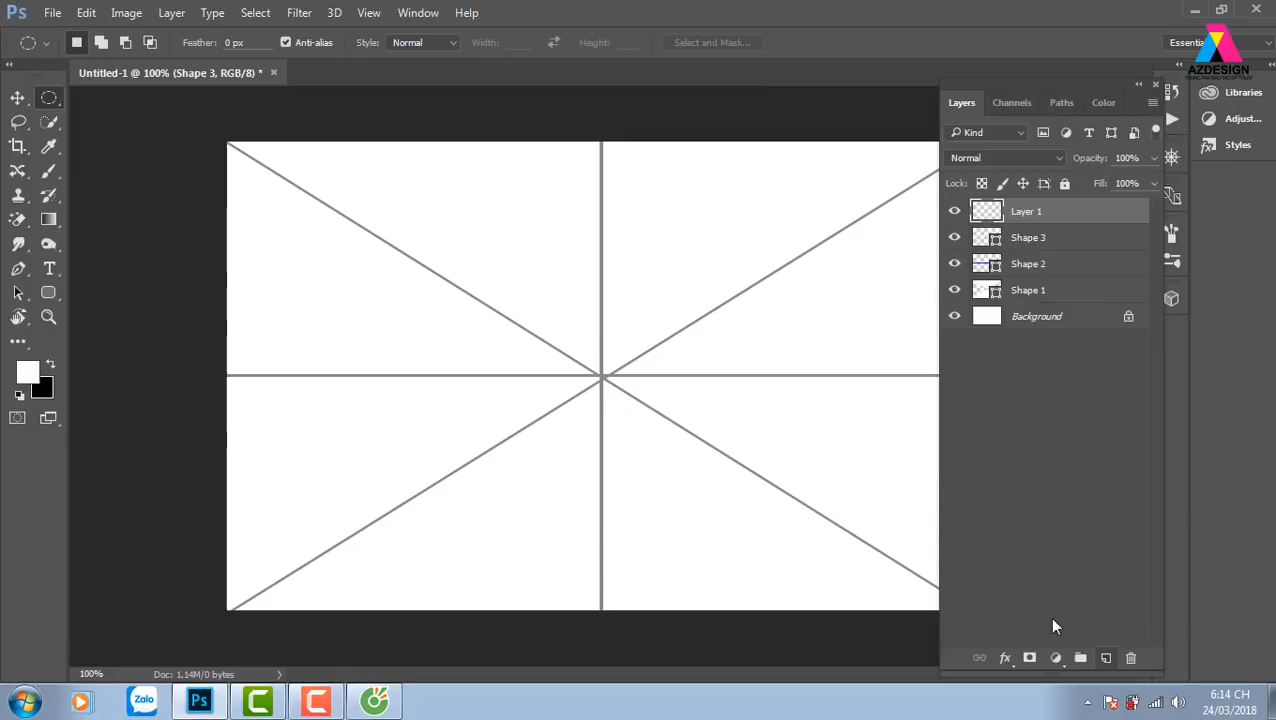 Ps File Edit Image Layer Type Select Filter 3D View Window Help
Feather: 0 px Anti-alias Style: Normal Width: Height: Select and Mask... Essentia
AZDESIGN
Untitled-1 @ 100% (Shape 3, RGB/8) *
Layers Channels Paths Color
Libraries
Adjust...
Styles
Kind
Normal Opacity: 100%
Lock: Fill: 100%
Layer 1
Shape 3
Shape 2
Shape 1
Background
fx
100% Doc: 1,14M/0 bytes
Zalo Ps
6:14 CH
24/03/2018